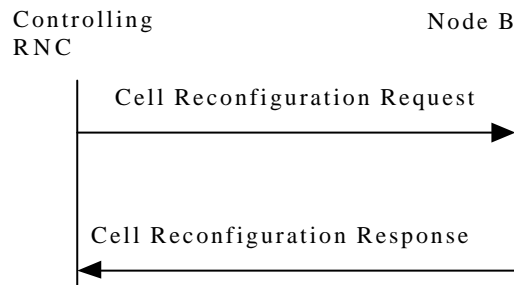 Controlling
RNC
Node B
Cell Reconfiguration Request
Cell Reconfiguration Response